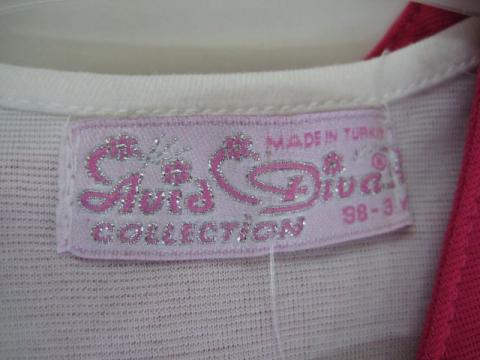 MADE IN TURKEY
Avid Diva ®
COLLECTION
98-3 Y